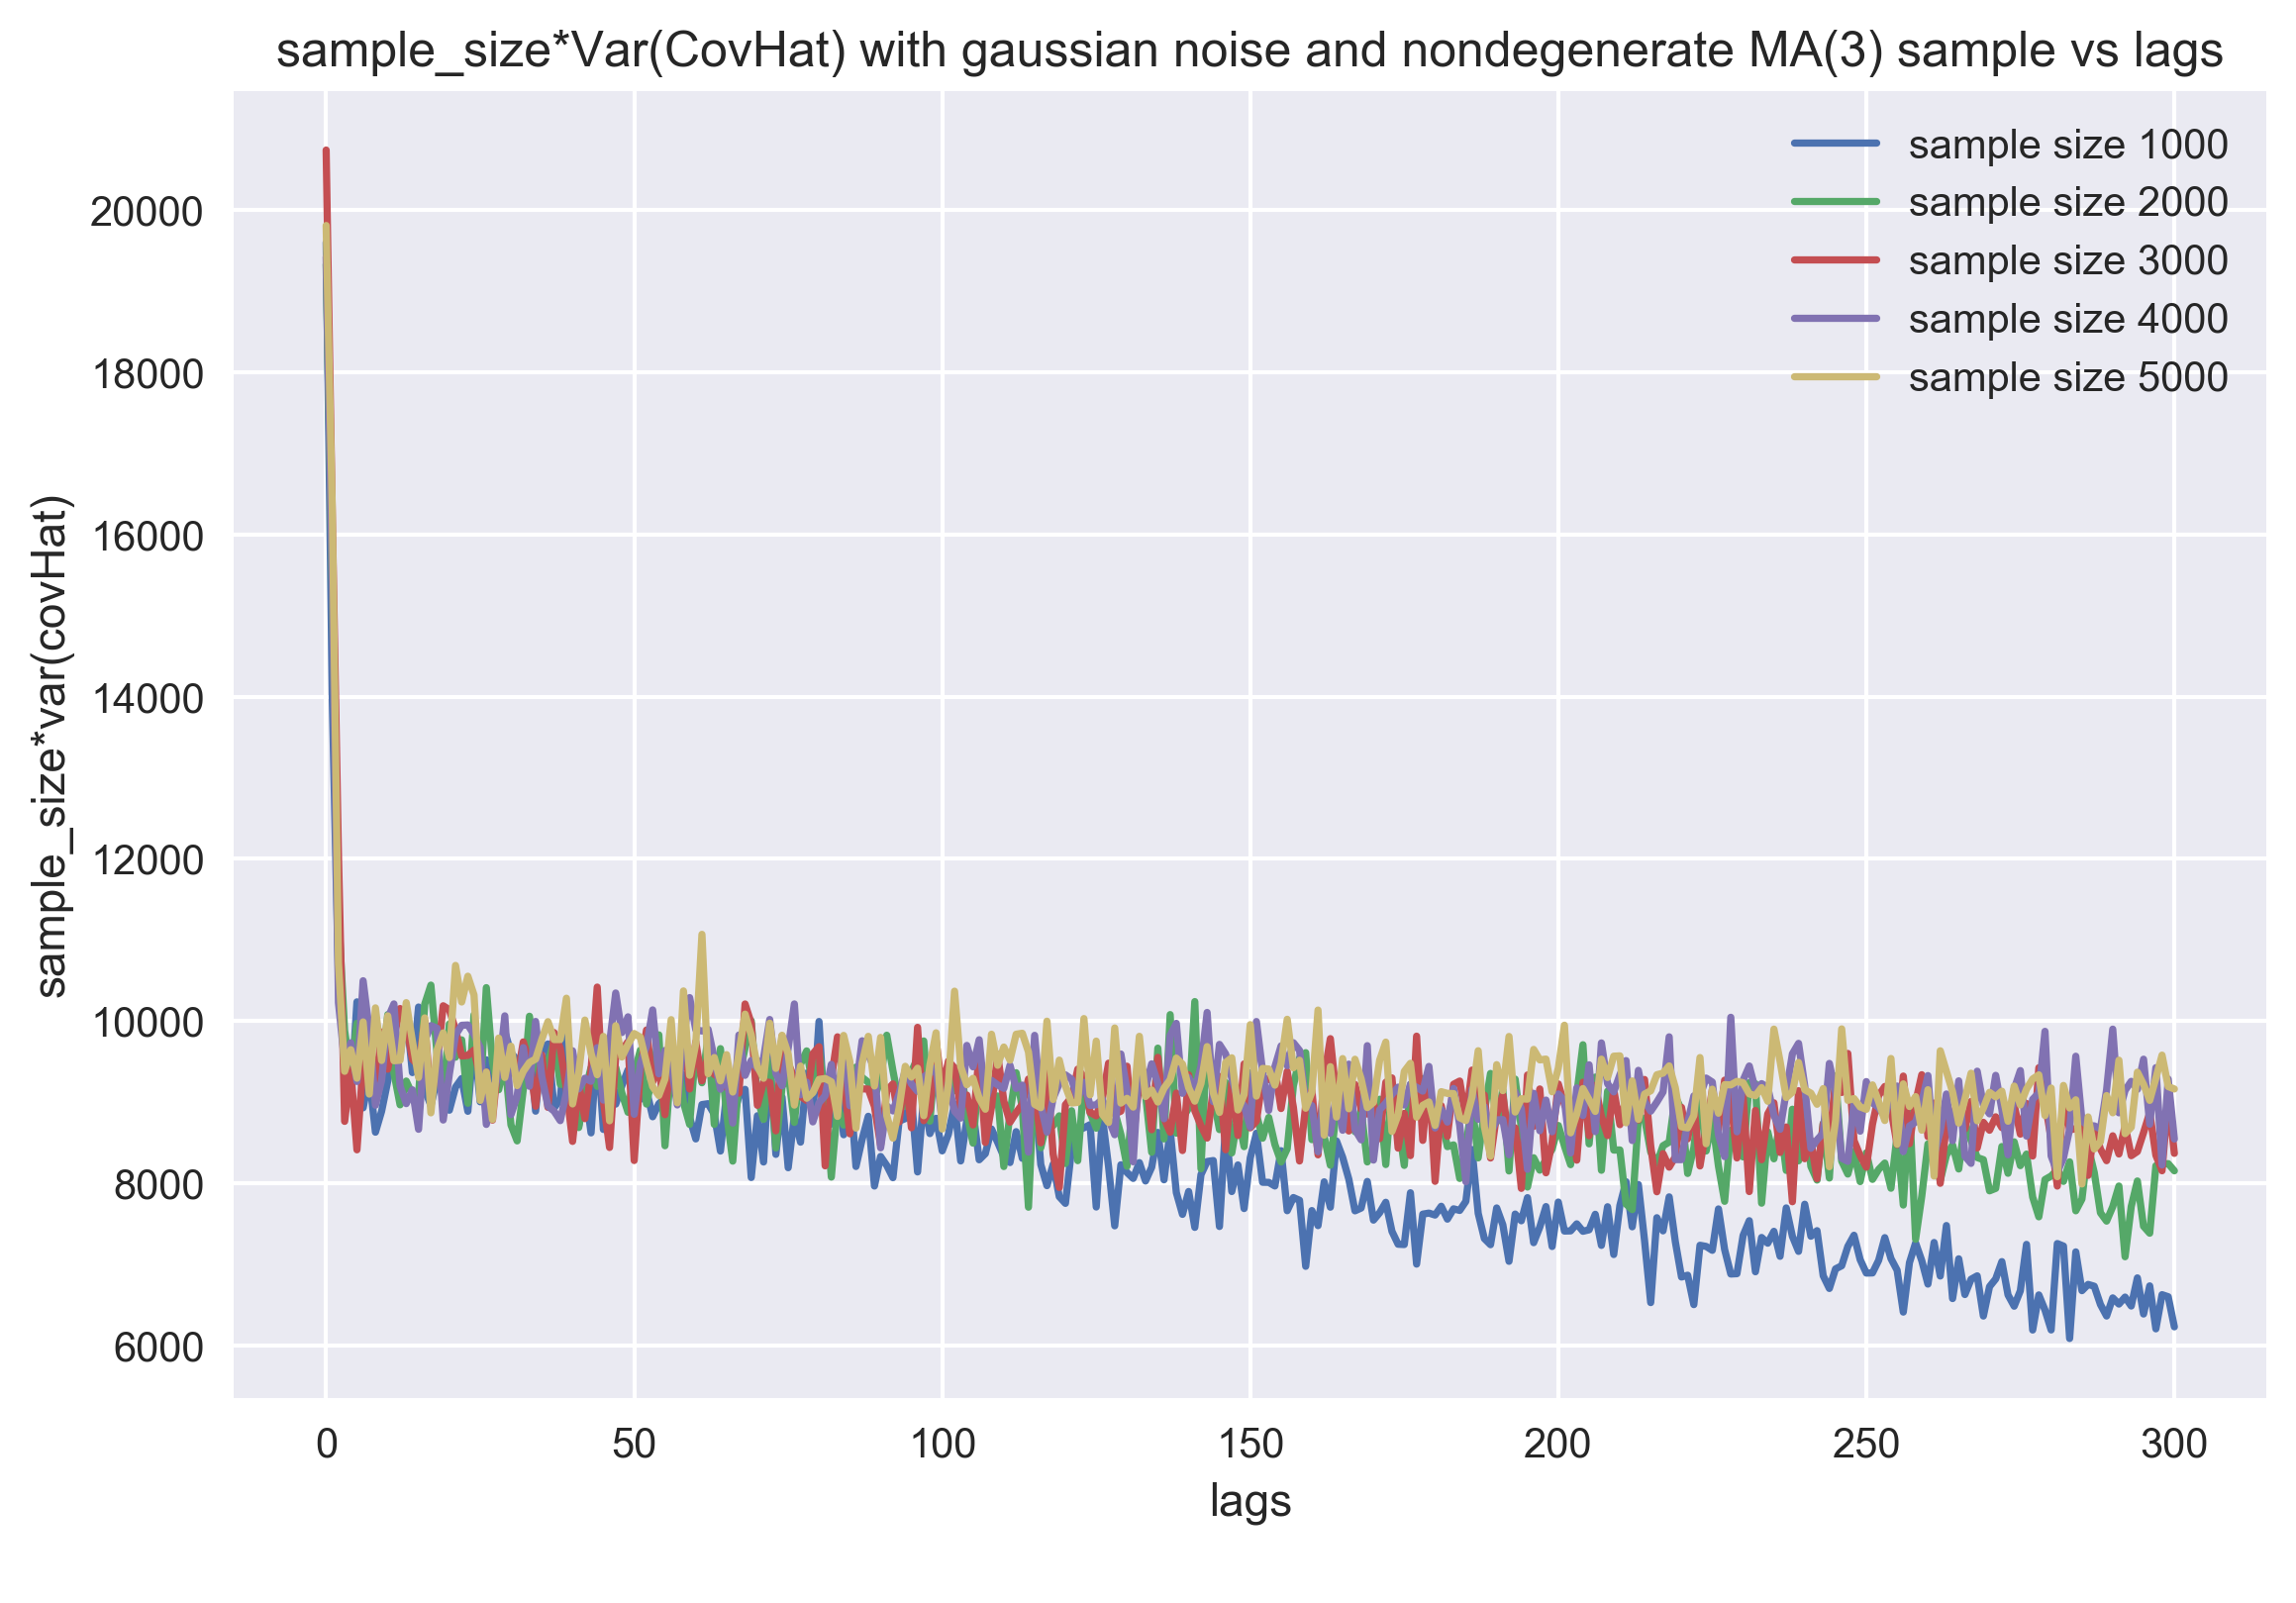 sample_size*Var(CovHat) with gaussian noise and nondegenerate MA(3) sample vs lags
sample size 1000
sample size 2000
sample size 3000
sample size 4000
sample size 5000
sample_size*var(covHat)
20000
18000
16000
14000
12000
10000
8000
6000
0 50 100 150 200 250 300
lags